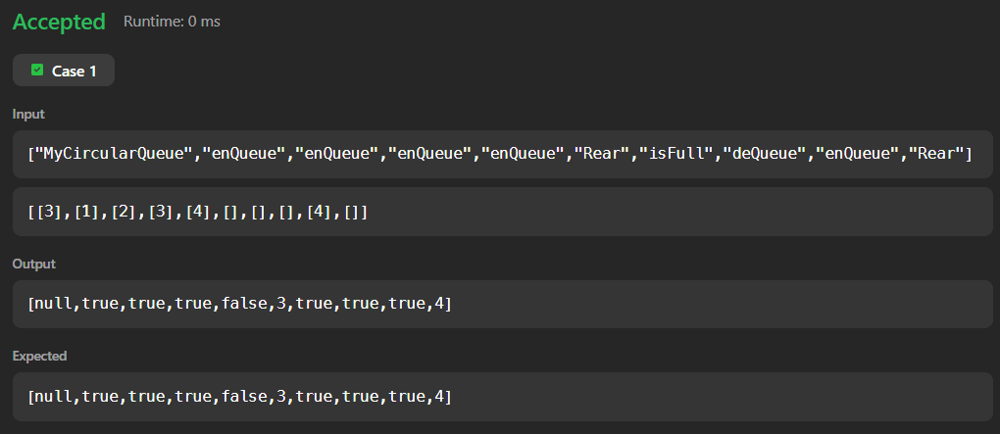 Accepted Runtime: 0 ms
Case 1
Input
["MyCircularQueue","enQueue","enQueue","enQueue","enQueue","Rear","isFull","deQueue","enQueue","Rear"]
[[3],[1],[2],[3],[4],[],[],[],[4],[]]
Output
[null,true,true,true,false,3,true,true,true,4]
Expected
[null,true,true,true,false,3,true,true,true,4]